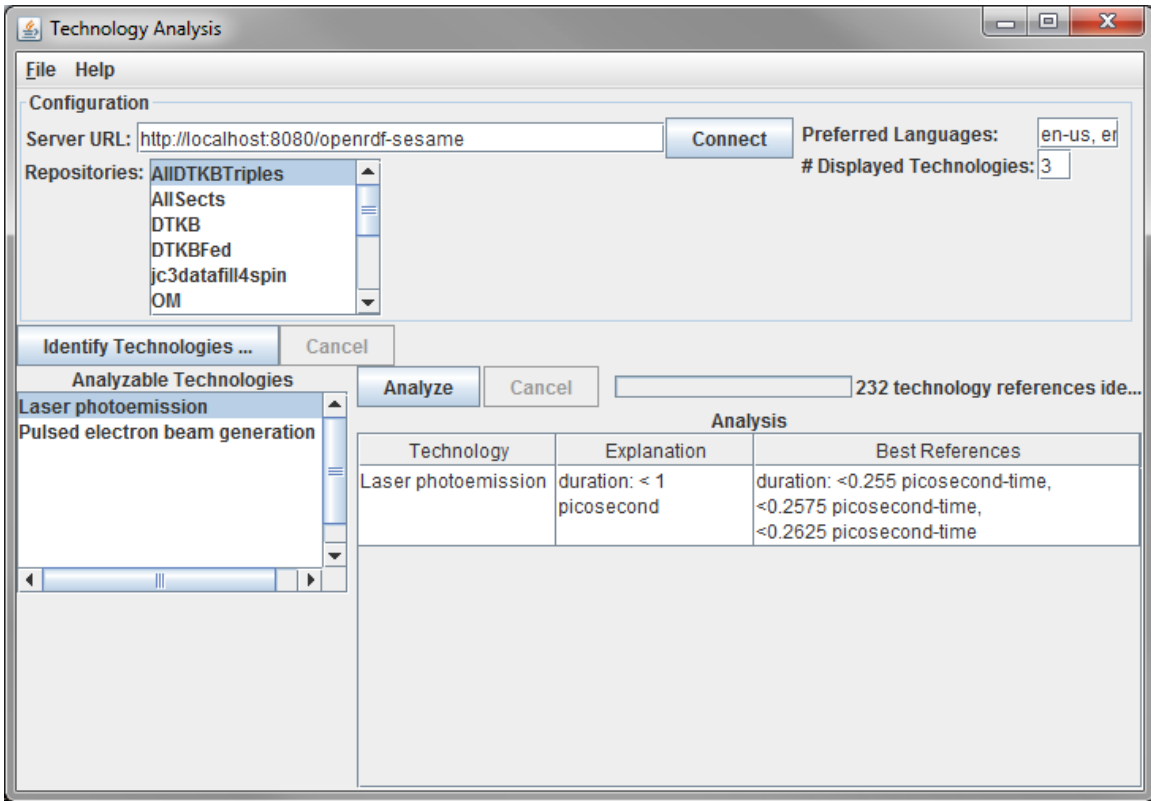 Technology Analysis
File Help
Configuration
Server URL: http://localhost:8080/openrdf-sesame Connect Preferred Languages: en-us, er
Repositories: AllDTKBTriples # Displayed Technologies: 3
AllSects
DTKB
DTKBFed
jc3datafill4spin
OM
Identify Technologies ... Cancel
Analyzable Technologies
Laser photoemission
Pulsed electron beam generation
Analyze Cancel 232 technology references ide...
Analysis
Technology Explanation Best References
Laser photoemission duration: < 1 duration: <0.255 picosecond-time,
picosecond <0.2575 picosecond-time,
<0.2625 picosecond-time